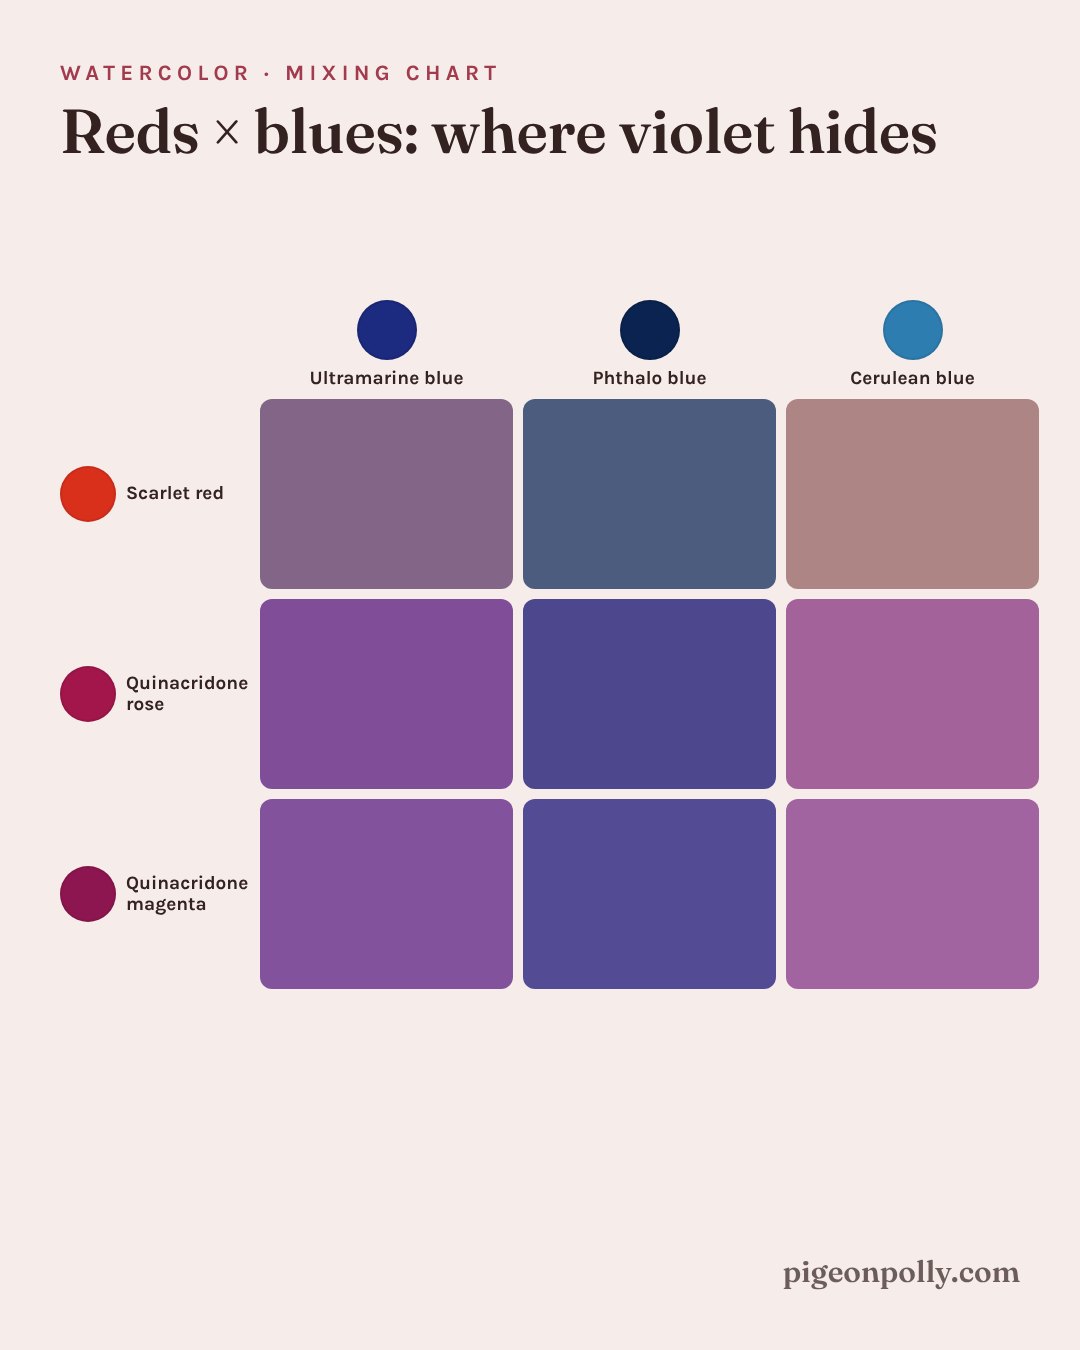 WATERCOLOR · MIXING CHART
Reds × blues: where violet hides
Ultramarine blue
Phthalo blue
Cerulean blue
Scarlet red
Quinacridone
rose
Quinacridone
magenta
pigeonpolly.com